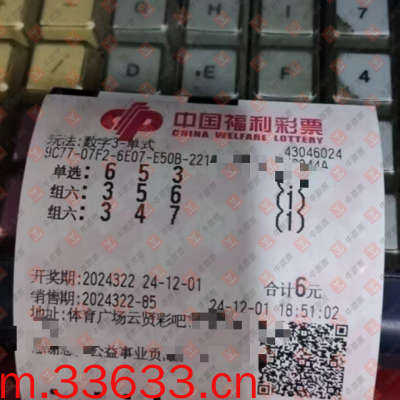 G H I 7
D E F 4
中国福利彩票
CHINA WELFARE LOTTERY
玩法:数字3-单式
43046024
9C77-07F2-6E07-E50B-221
单选: 6 5 3 (1)
组六: 3 5 6 (1)
组六: 3 4 7 (1)
开奖期:2024322 24-12-01 合计6元
销售期:2024322-85 24-12-01 18:51:02
地址:体育广场云贤彩吧
公益事业贡
m.33633.cn